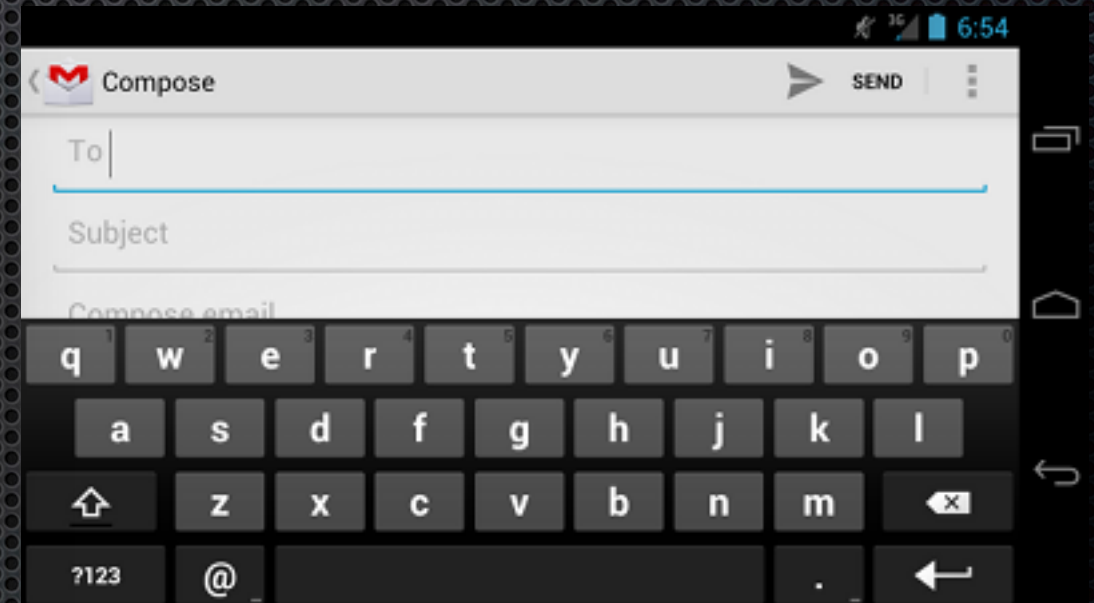 3G 6:54
Compose SEND
To
Subject
Compose email
1 2 3 4 5 6 7 8 9 0
q w e r t y u i o p
a s d f g h j k l
z x c v b n m
?123 @ _ . _